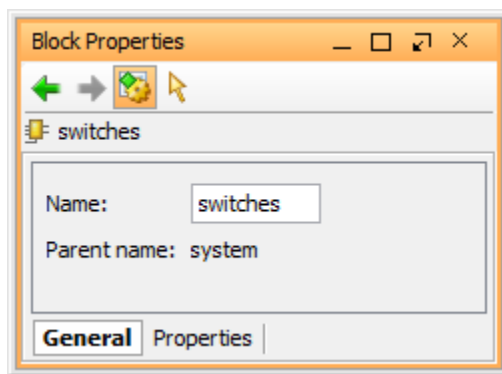 Block Properties
switches
Name: switches
Parent name: system
General Properties